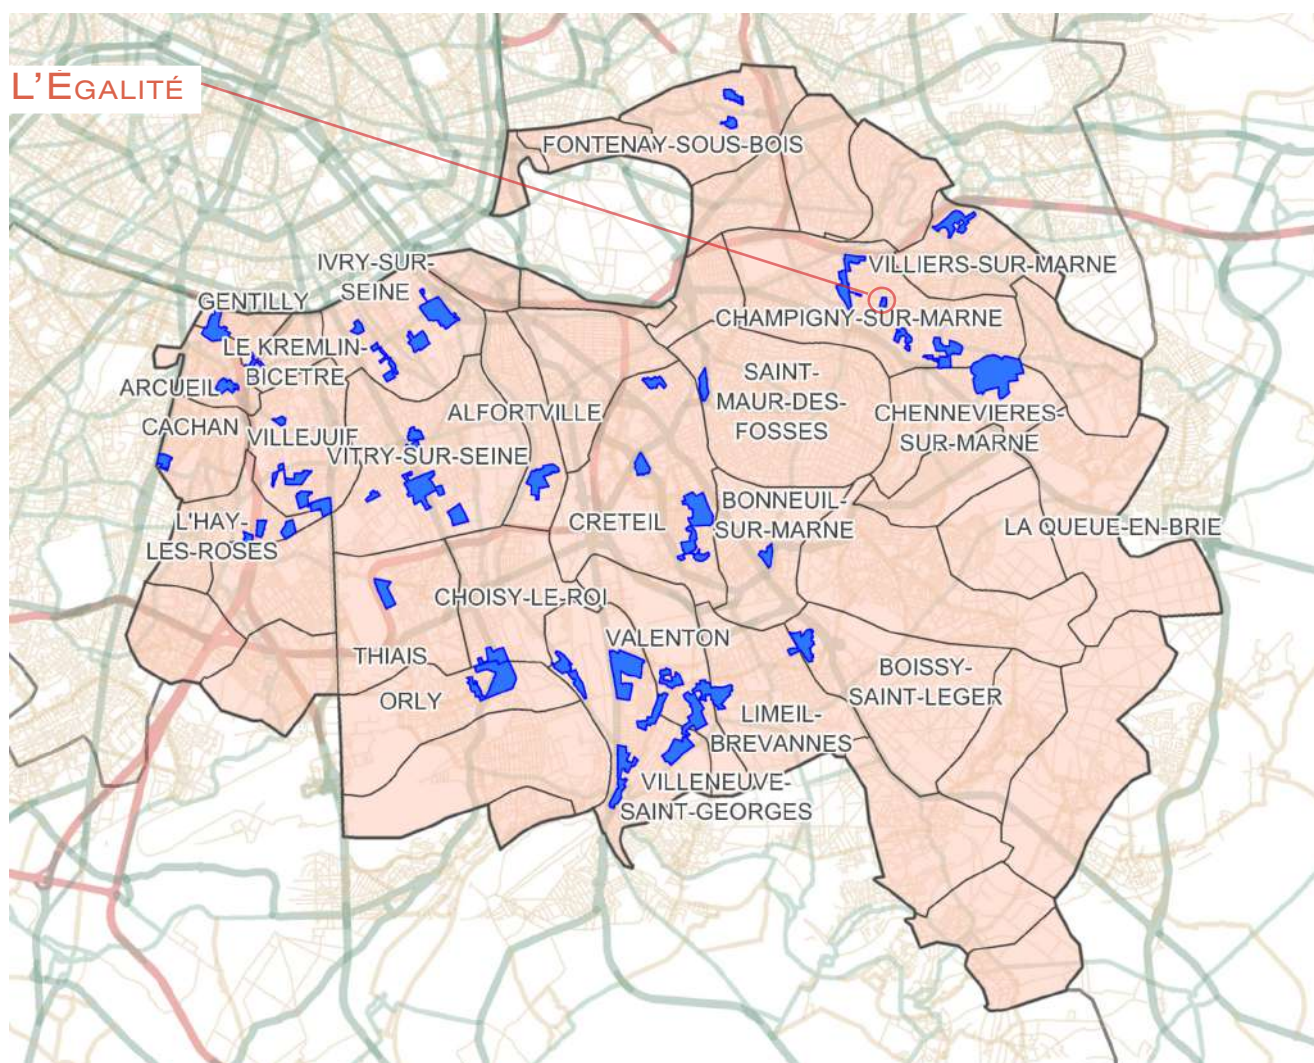 L'ÉGALITÉ
FONTENAY-SOUS-BOIS
IVRY-SUR-
SEINE
VILLIERS-SUR-MARNE
GENTILLY
CHAMPIGNY-SUR-MARNE
LE KREMLIN-
BICETRE
ARCUEIL
SAINT-
MAUR-DES-
FOSSES
CHENNEVIERES-
SUR-MARNE
CACHAN
VILLEJUIF
ALFORTVILLE
VITRY-SUR-SEINE
L'HAY-
LES-ROSES
CRETEIL
BONNEUIL-
SUR-MARNE
LA QUEUE-EN-BRIE
CHOISY-LE-ROI
THIAIS
VALENTON
ORLY
BOISSY-
SAINT-LEGER
LIMEIL-
BREVANNES
VILLENEUVE-
SAINT-GEORGES